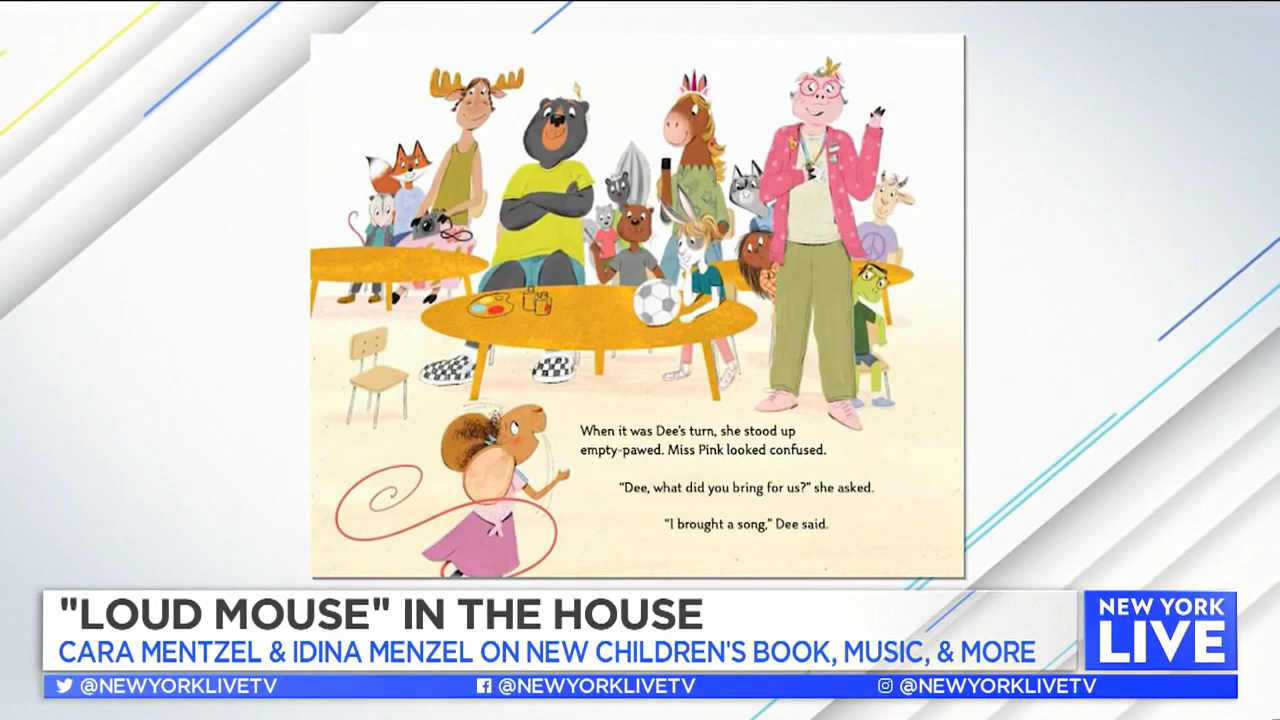 When it was Dee's turn, she stood up
empty-pawed. Miss Pink looked confused.
"Dee, what did you bring for us?" she asked.
"I brought a song," Dee said.
"LOUD MOUSE" IN THE HOUSE
CARA MENTZEL & IDINA MENZEL ON NEW CHILDREN'S BOOK, MUSIC, & MORE
NEW YORK
LIVE
@NEWYORKLIVETV @NEWYORKLIVETV @NEWYORKLIVETV